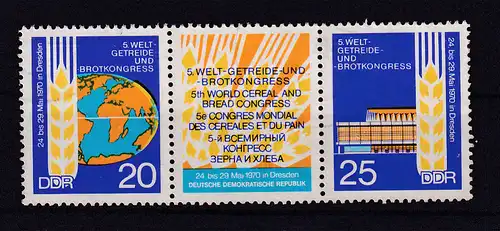 5. WELT-
GETREIDE-
UND
-BROTKONGRESS
24. bis 29. Mai 1970 in Dresden
DDR
20
5. WELT-GETREIDE-UND
-BROTKONGRESS
5th WORLD CEREAL AND
BREAD CONGRESS
5e CONGRES MONDIAL
DES CEREALES ET DU PAIN
5-й ВСЕМИРНЫЙ
КОНГРЕСС
ЗЕРНА И ХЛЕБА
24. bis 29. Mai 1970 in Dresden
DEUTSCHE DEMOKRATISCHE REPUBLIK
5. WELT-
GETREIDE-
UND
-BROTKONGRESS
24. bis 29. Mai 1970 in Dresden
25
DDR